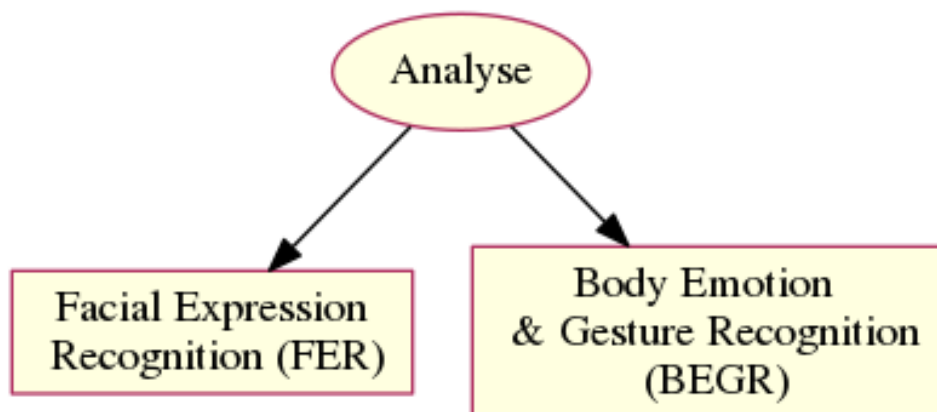 Analyse
Facial Expression
Recognition (FER)
Body Emotion
& Gesture Recognition
(BEGR)